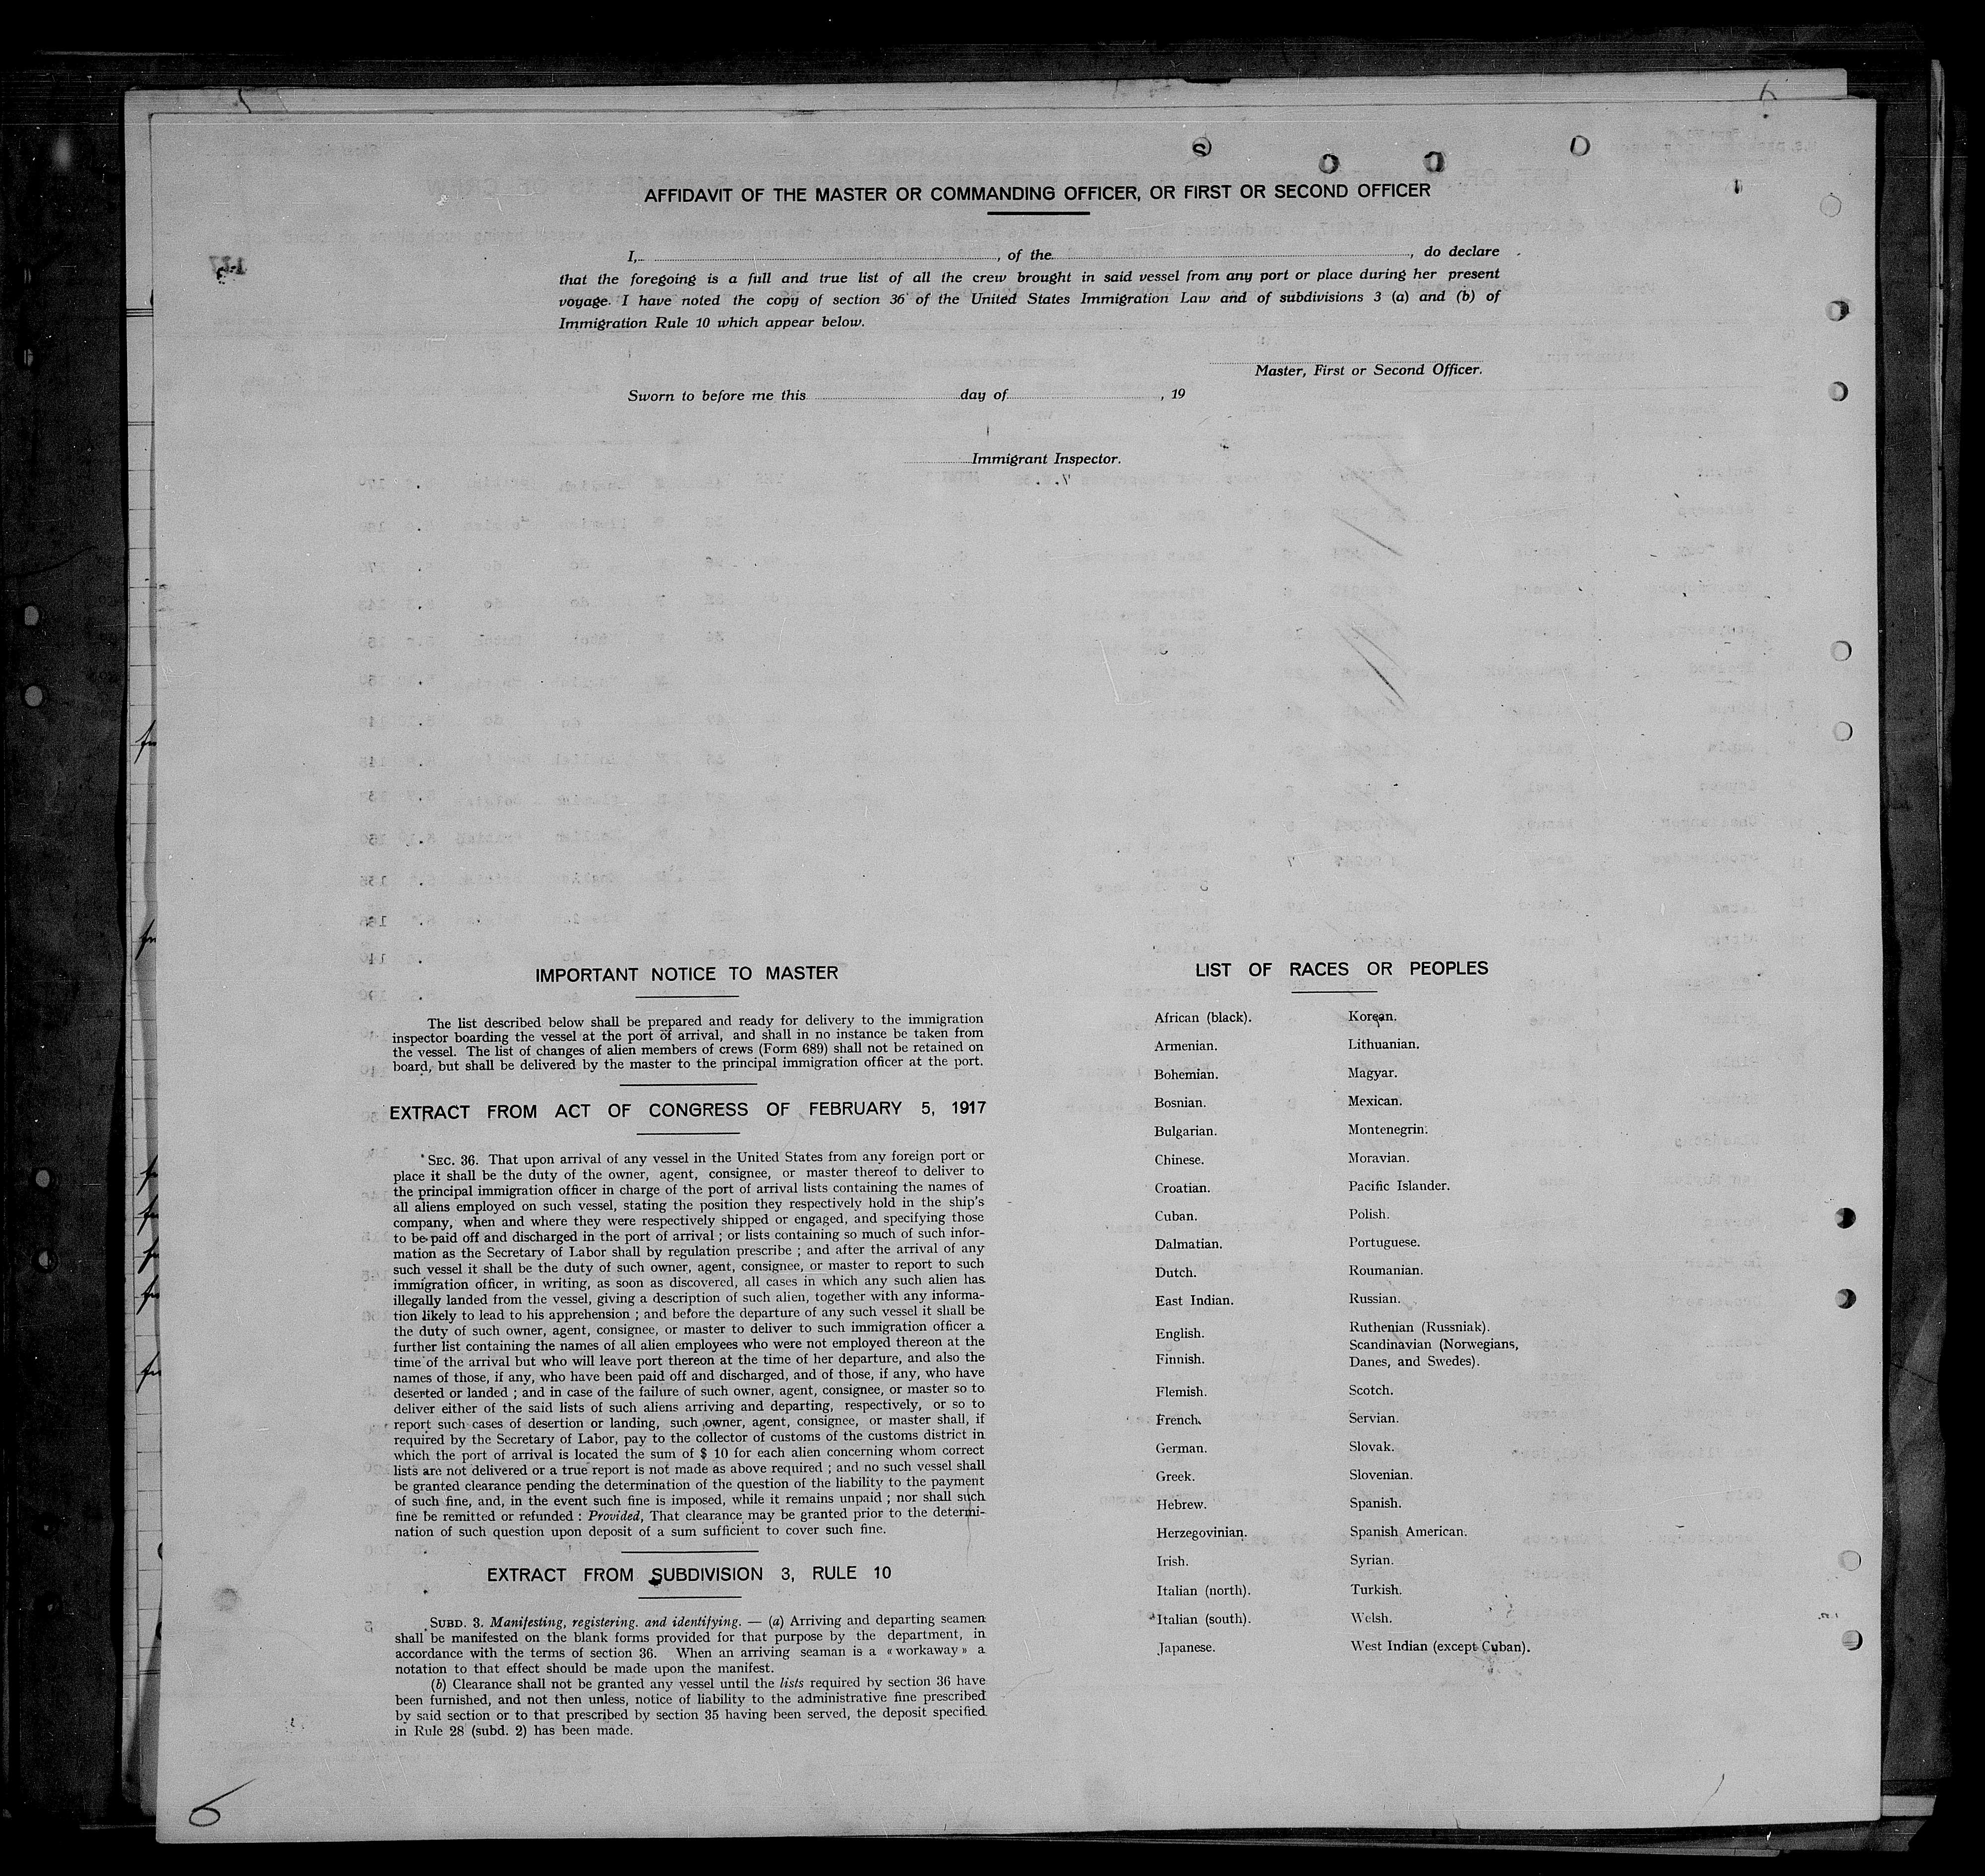 AFFIDAVIT OF THE MASTER OR COMMANDING OFFICER, OR FIRST OR SECOND OFFICER
I, , of the , do declare
that the foregoing is a full and true list of all the crew brought in said vessel from any port or place during her present
voyage. I have noted the copy of section 36 of the United States Immigration Law and of subdivisions 3 (a) and (b) of
Immigration Rule 10 which appear below.
Master, First or Second Officer.
Sworn to before me this day of , 19
Immigrant Inspector.
IMPORTANT NOTICE TO MASTER
The list described below shall be prepared and ready for delivery to the immigration
inspector boarding the vessel at the port of arrival, and shall in no instance be taken from
the vessel. The list of changes of alien members of crews (Form 689) shall not be retained on
board, but shall be delivered by the master to the principal immigration officer at the port.
EXTRACT FROM ACT OF CONGRESS OF FEBRUARY 5, 1917
SEC. 36. That upon arrival of any vessel in the United States from any foreign port or
place it shall be the duty of the owner, agent, consignee, or master thereof to deliver to
the principal immigration officer in charge of the port of arrival lists containing the names of
all aliens employed on such vessel, stating the position they respectively hold in the ship's
company, when and where they were respectively shipped or engaged, and specifying those
to be paid off and discharged in the port of arrival ; or lists containing so much of such infor-
mation as the Secretary of Labor shall by regulation prescribe ; and after the arrival of any
such vessel it shall be the duty of such owner, agent, consignee, or master to report to such
immigration officer, in writing, as soon as discovered, all cases in which any such alien has
illegally landed from the vessel, giving a description of such alien, together with any informa-
tion likely to lead to his apprehension ; and before the departure of any such vessel it shall be
the duty of such owner, agent, consignee, or master to deliver to such immigration officer a
further list containing the names of all alien employees who were not employed thereon at the
time of the arrival but who will leave port thereon at the time of her departure, and also the
names of those, if any, who have been paid off and discharged, and of those, if any, who have
deserted or landed ; and in case of the failure of such owner, agent, consignee, or master so to
deliver either of the said lists of such aliens arriving and departing, respectively, or so to
report such cases of desertion or landing, such owner, agent, consignee, or master shall, if
required by the Secretary of Labor, pay to the collector of customs of the customs district in
which the port of arrival is located the sum of $ 10 for each alien concerning whom correct
lists are not delivered or a true report is not made as above required ; and no such vessel shall
be granted clearance pending the determination of the question of the liability to the payment
of such fine, and, in the event such fine is imposed, while it remains unpaid ; nor shall such
fine be remitted or refunded : Provided, That clearance may be granted prior to the determi-
nation of such question upon deposit of a sum sufficient to cover such fine.
EXTRACT FROM SUBDIVISION 3, RULE 10
SUBD. 3. Manifesting, registering. and identifying. — (a) Arriving and departing seamen
shall be manifested on the blank forms provided for that purpose by the department, in
accordance with the terms of section 36. When an arriving seaman is a « workaway » a
notation to that effect should be made upon the manifest.
(b) Clearance shall not be granted any vessel until the lists required by section 36 have
been furnished, and not then unless, notice of liability to the administrative fine prescribed
by said section or to that prescribed by section 35 having been served, the deposit specified
in Rule 28 (subd. 2) has been made.
LIST OF RACES OR PEOPLES
African (black).
Armenian.
Bohemian.
Bosnian.
Bulgarian.
Chinese.
Croatian.
Cuban.
Dalmatian.
Dutch.
East Indian.
English.
Finnish.
Flemish.
French.
German.
Greek.
Hebrew.
Herzegovinian.
Irish.
Italian (north).
Italian (south).
Japanese.
Korean.
Lithuanian.
Magyar.
Mexican.
Montenegrin.
Moravian.
Pacific Islander.
Polish.
Portuguese.
Roumanian.
Russian.
Ruthenian (Russniak).
Scandinavian (Norwegians,
Danes, and Swedes).
Scotch.
Servian.
Slovak.
Slovenian.
Spanish.
Spanish American.
Syrian.
Turkish.
Welsh.
West Indian (except Cuban).
6